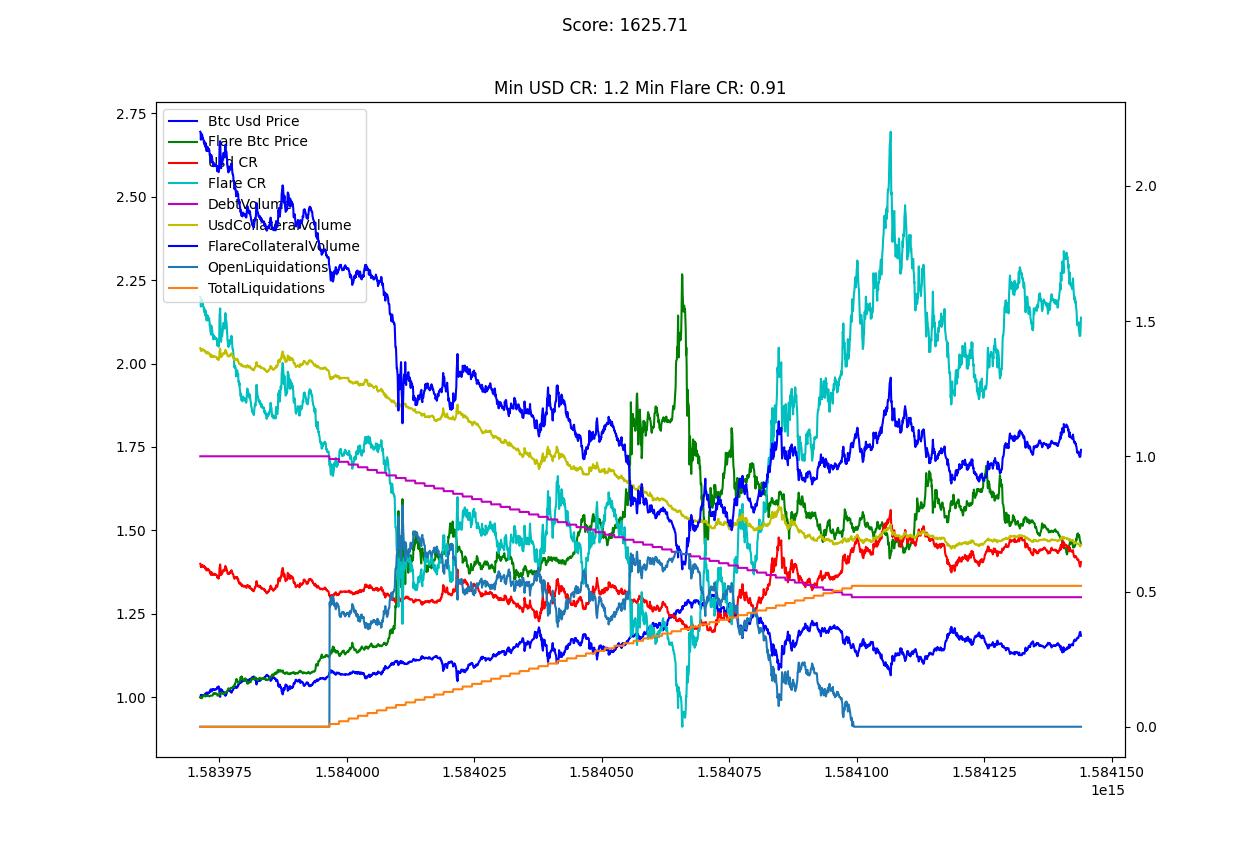 Score: 1625.71
Min USD CR: 1.2 Min Flare CR: 0.91
Btc Usd Price
Flare Btc Price
Usd CR
Flare CR
DebtVolume
UsdCollateralVolume
FlareCollateralVolume
OpenLiquidations
TotalLiquidations
2.75
2.50
2.25
2.00
1.75
1.50
1.25
1.00
2.0
1.5
1.0
0.5
0.0
1.583975 1.584000 1.584025 1.584050 1.584075 1.584100 1.584125 1.584150
1e15